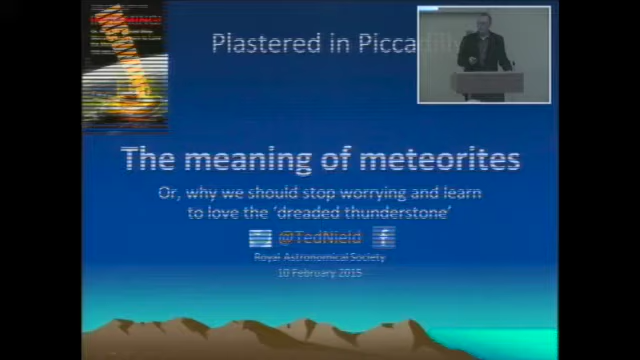 INCOMING!
Plastered in Piccadilly
The meaning of meteorites
Or, why we should stop worrying and learn
to love the 'dreaded thunderstone'
@TedNield
Royal Astronomical Society
10 February 2015